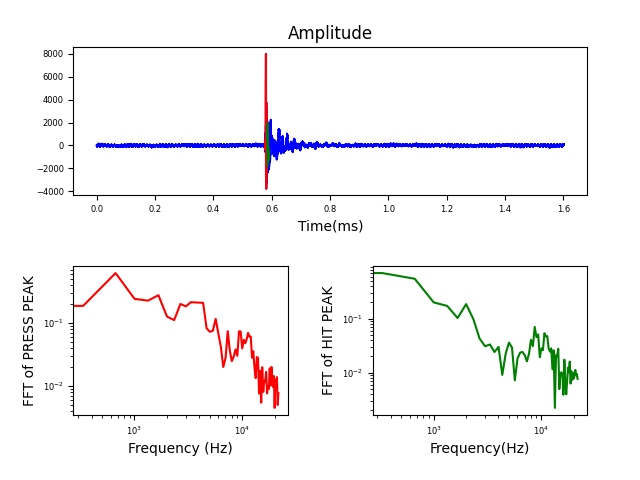 Amplitude
8000
6000
4000
2000
0
−2000
−4000
0.0 0.2 0.4 0.6 0.8 1.0 1.2 1.4 1.6
Time(ms)
FFT of PRESS PEAK
10⁻¹
10⁻²
10³ 10⁴
Frequency (Hz)
FFT of HIT PEAK
10⁻¹
10⁻²
10³ 10⁴
Frequency(Hz)